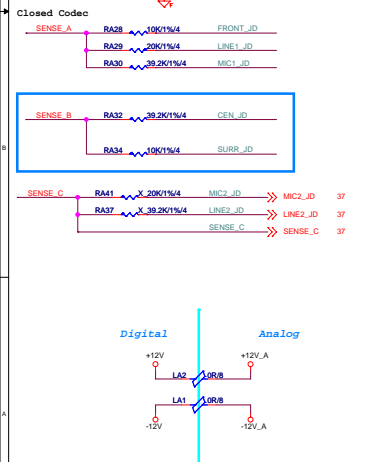 F
Closed Codec
SENSE_A RA28 10K/1%/4 FRONT_JD
RA29 20K/1%/4 LINE1_JD
RA30 39.2K/1%/4 MIC1_JD
SENSE_B RA32 39.2K/1%/4 CEN_JD
B
RA34 10K/1%/4 SURR_JD
SENSE_C RA41 X_20K/1%/4 MIC2_JD MIC2_JD 37
RA37 X_39.2K/1%/4 LINE2_JD LINE2_JD 37
SENSE_C SENSE_C 37
Digital Analog
+12V +12V_A
LA2 0R/8
LA1 0R/8
A
-12V -12V_A